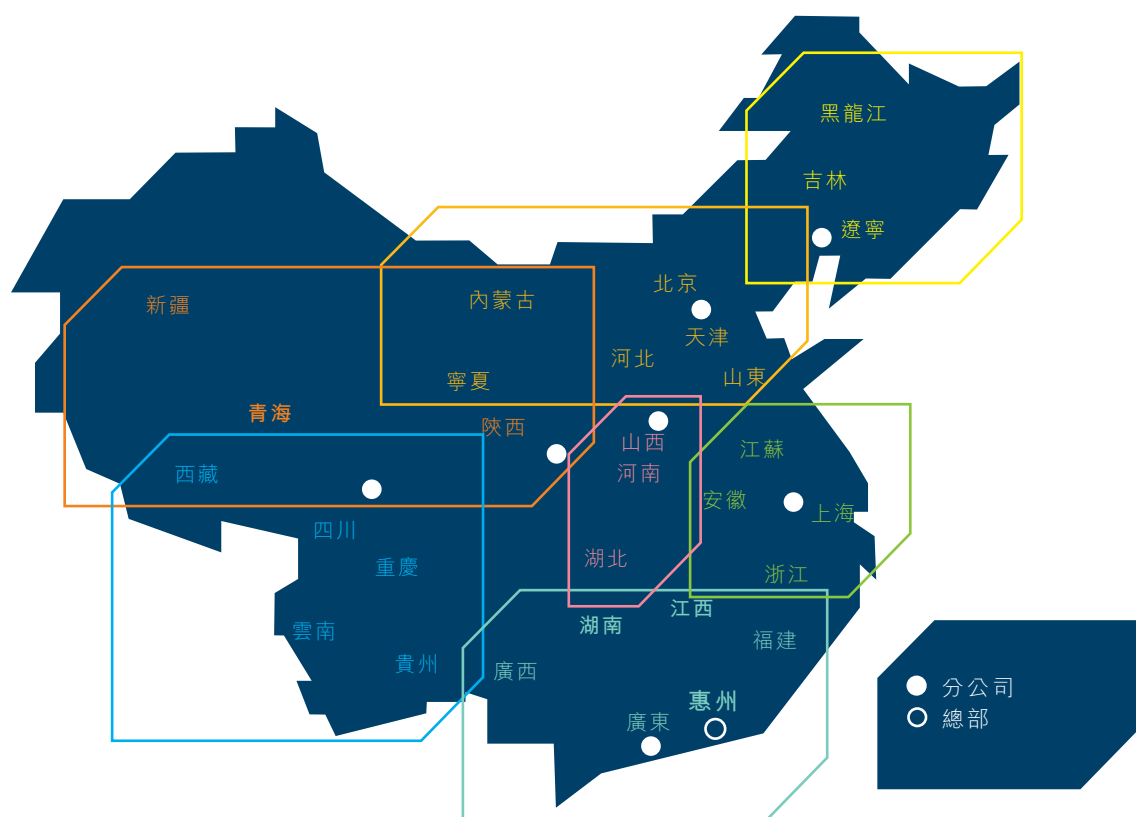 黑龍江
吉林
遼寧
北京
內蒙古
新疆
天津
河北
山東
寧夏
青海
陝西
山西
江蘇
河南
西藏
安徽
上海
四川
湖北
重慶
浙江
江西
湖南
雲南
福建
貴州
廣西
惠州
廣東
分公司
總部